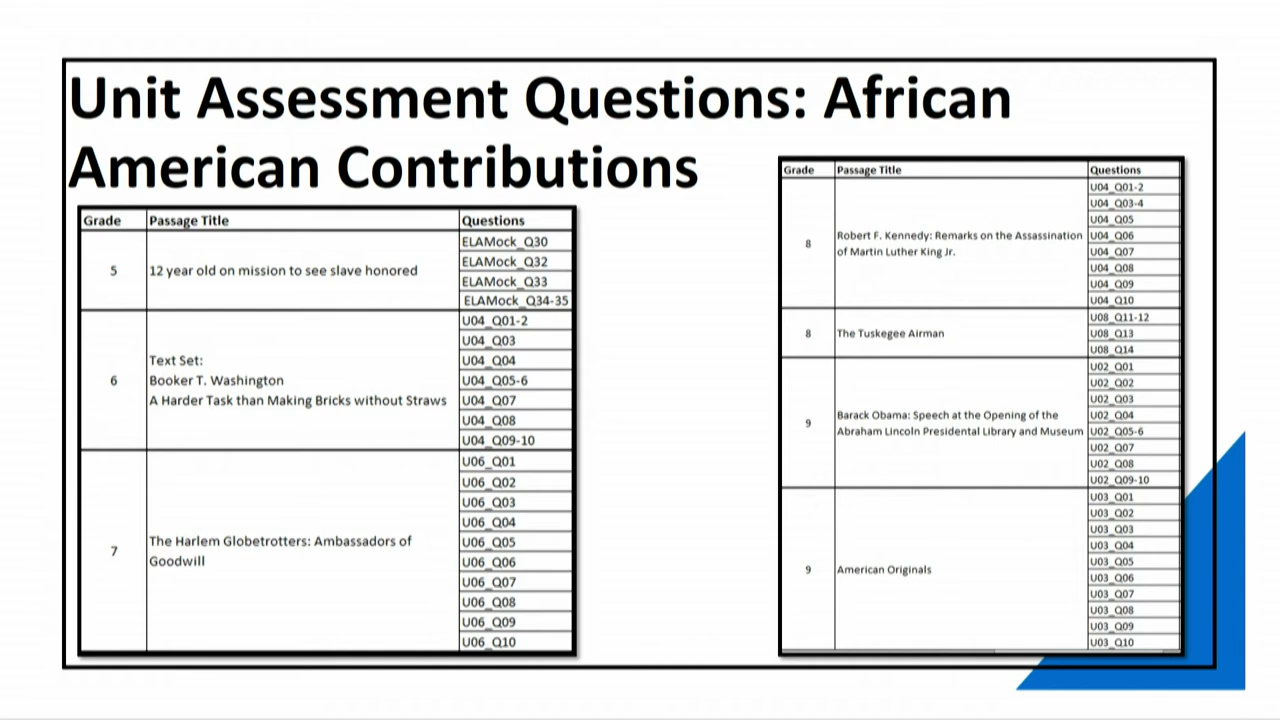 Unit Assessment Questions: African
American Contributions
Grade Passage Title Questions
5 12 year old on mission to see slave honored
ELAMock_Q30
ELAMock_Q32
ELAMock_Q33
ELAMock_Q34-35
6 Text Set:
Booker T. Washington
A Harder Task than Making Bricks without Straws
U04_Q01-2
U04_Q03
U04_Q04
U04_Q05-6
U04_Q07
U04_Q08
U04_Q09-10
7 The Harlem Globetrotters: Ambassadors of
Goodwill
U06_Q01
U06_Q02
U06_Q03
U06_Q04
U06_Q05
U06_Q06
U06_Q07
U06_Q08
U06_Q09
U06_Q10
Grade Passage Title Questions
8 Robert F. Kennedy: Remarks on the Assassination
of Martin Luther King Jr.
U04_Q01-2
U04_Q03-4
U04_Q05
U04_Q06
U04_Q07
U04_Q08
U04_Q09
U04_Q10
8 The Tuskegee Airman
U08_Q11-12
U08_Q13
U08_Q14
9 Barack Obama: Speech at the Opening of the
Abraham Lincoln Presidental Library and Museum
U02_Q01
U02_Q02
U02_Q03
U02_Q04
U02_Q05-6
U02_Q07
U02_Q08
U02_Q09-10
9 American Originals
U03_Q01
U03_Q02
U03_Q03
U03_Q04
U03_Q05
U03_Q06
U03_Q07
U03_Q08
U03_Q09
U03_Q10